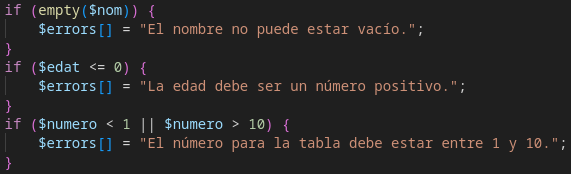 if (empty($nom)) {
    $errors[] = "El nombre no puede estar vacío.";
}
if ($edat <= 0) {
    $errors[] = "La edad debe ser un número positivo.";
}
if ($numero < 1 || $numero > 10) {
    $errors[] = "El número para la tabla debe estar entre 1 y 10.";
}